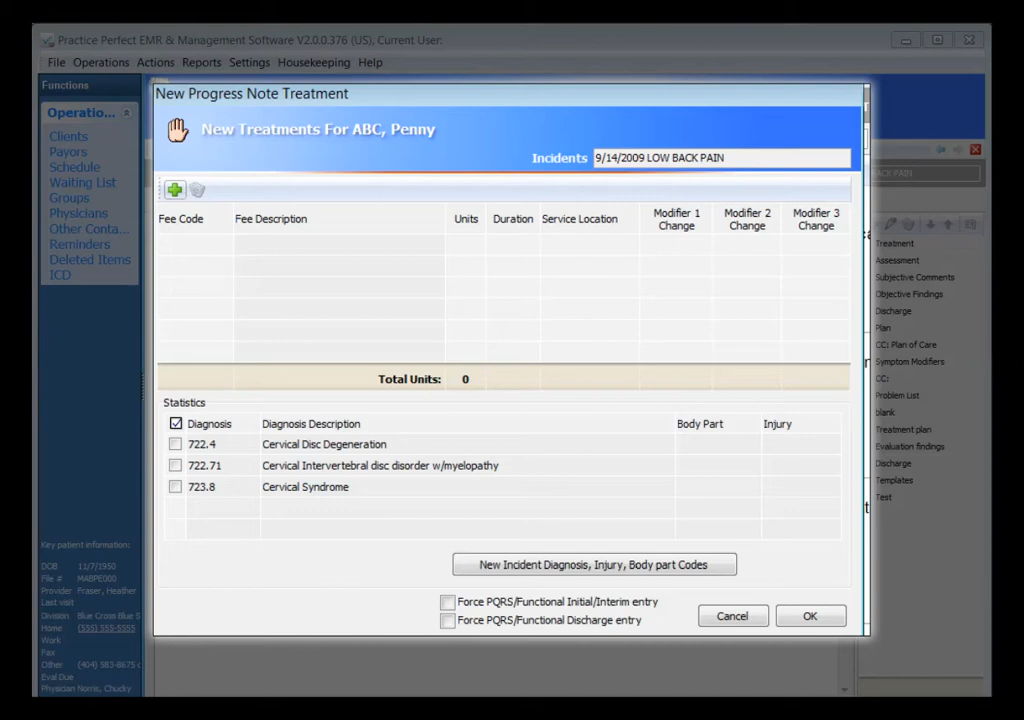 Practice Perfect EMR & Management Software V2.0.0.376 (US), Current User.
File Operations Actions Reports Settings Housekeeping Help
Functions
Operatio...
Clients
Payors
Schedule
Waiting List
Groups
Physicians
Other Conta...
Reminders
Deleted Items
ICD
Key patient information:
DOB 11/7/1950
File # MABPE000
Provider Fraser, Heather
Last visit
Division Blue Cross Blue S
Home (555) 555-5555
Work
Fax
Other (404) 583-8675 c
Eval Due
Physician Norris, Chucky
New Progress Note Treatment
New Treatments For ABC, Penny
Incidents 9/14/2009 LOW BACK PAIN
Fee Code Fee Description Units Duration Service Location Modifier 1 Change Modifier 2 Change Modifier 3 Change
Total Units: 0
Statistics
Diagnosis Diagnosis Description Body Part Injury
722.4 Cervical Disc Degeneration
722.71 Cervical Intervertebral disc disorder w/myelopathy
723.8 Cervical Syndrome
New Incident Diagnosis, Injury, Body part Codes
Force PQRS/Functional Initial/Interim entry
Force PQRS/Functional Discharge entry
Cancel OK
ACK PAIN
Treatment
Assessment
Subjective Comments
Objective Findings
Discharge
Plan
CC: Plan of Care
Symptom Modifiers
CC:
Problem List
blank
Treatment plan
Evaluation findings
Discharge
Templates
Test